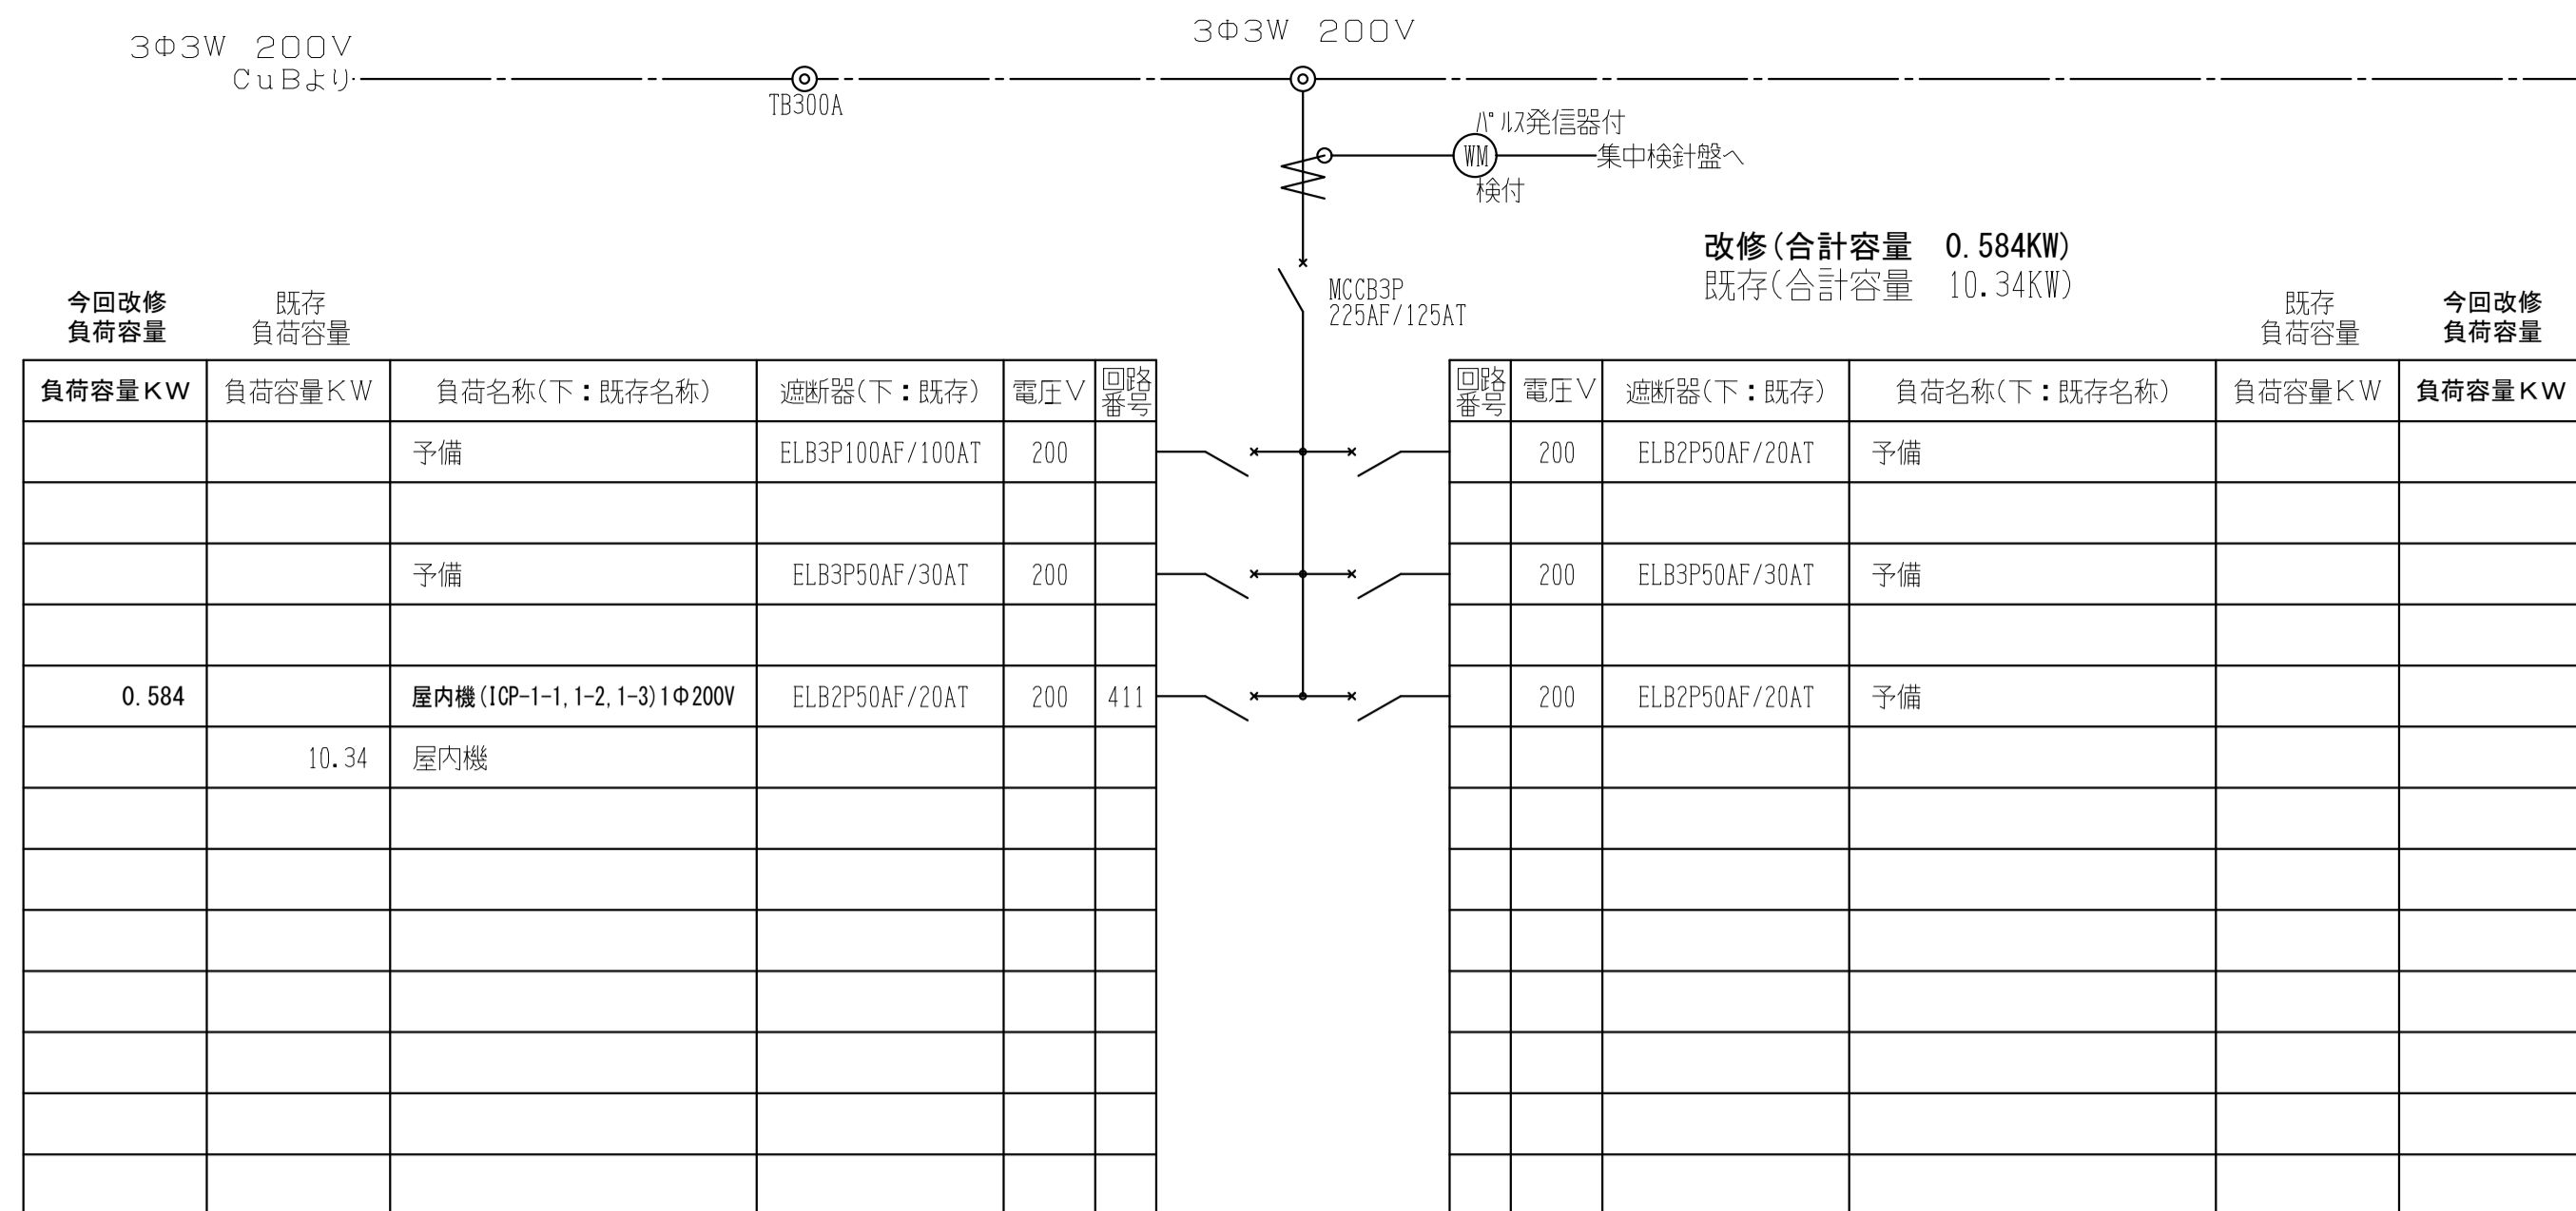 3Φ3W 200V
CuBより
TB300A
3Φ3W 200V
パルス発信器付
WM
集中検針盤へ
検付
MCCB3P
225AF/125AT
改修(合計容量 0.584KW)
既存(合計容量 10.34KW)
今回改修
負荷容量
既存
負荷容量
既存
負荷容量
今回改修
負荷容量
負荷容量KW 負荷容量KW 負荷名称(下:既存名称) 遮断器(下:既存) 電圧V 回路番号
予備 ELB3P100AF/100AT 200
予備 ELB3P50AF/30AT 200
0.584 屋内機(ICP-1-1,1-2,1-3)1Φ200V ELB2P50AF/20AT 200 411
10.34 屋内機
回路番号 電圧V 遮断器(下:既存) 負荷名称(下:既存名称) 負荷容量KW 負荷容量KW
200 ELB2P50AF/20AT 予備
200 ELB3P50AF/30AT 予備
200 ELB2P50AF/20AT 予備